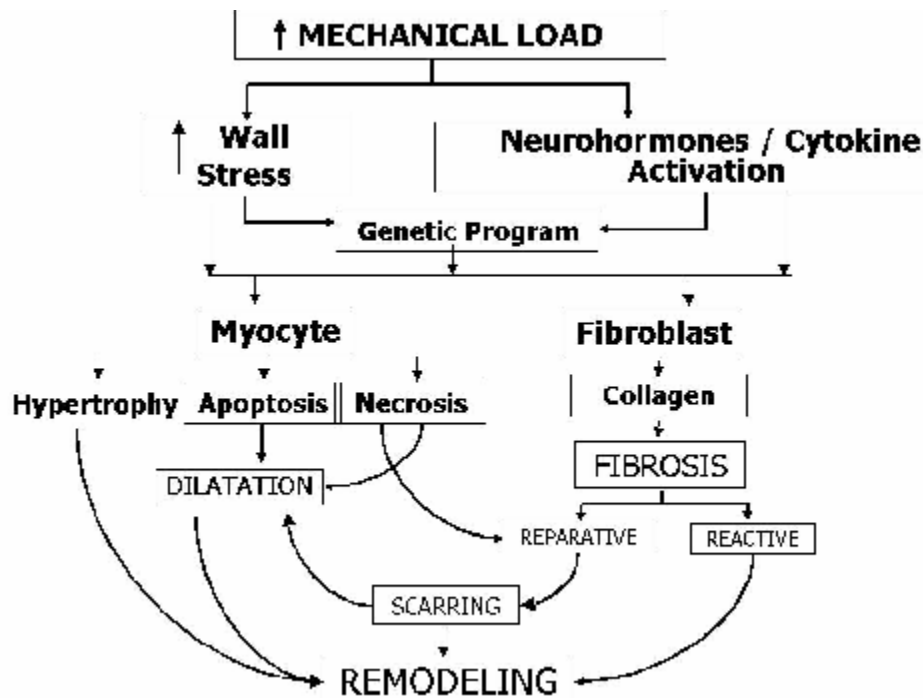 ↑ MECHANICAL LOAD
↑ Wall
Stress
Neurohormones / Cytokine
Activation
Genetic Program
Myocyte
Fibroblast
Hypertrophy
Apoptosis
Necrosis
Collagen
FIBROSIS
DILATATION
REPARATIVE
REACTIVE
SCARRING
REMODELING